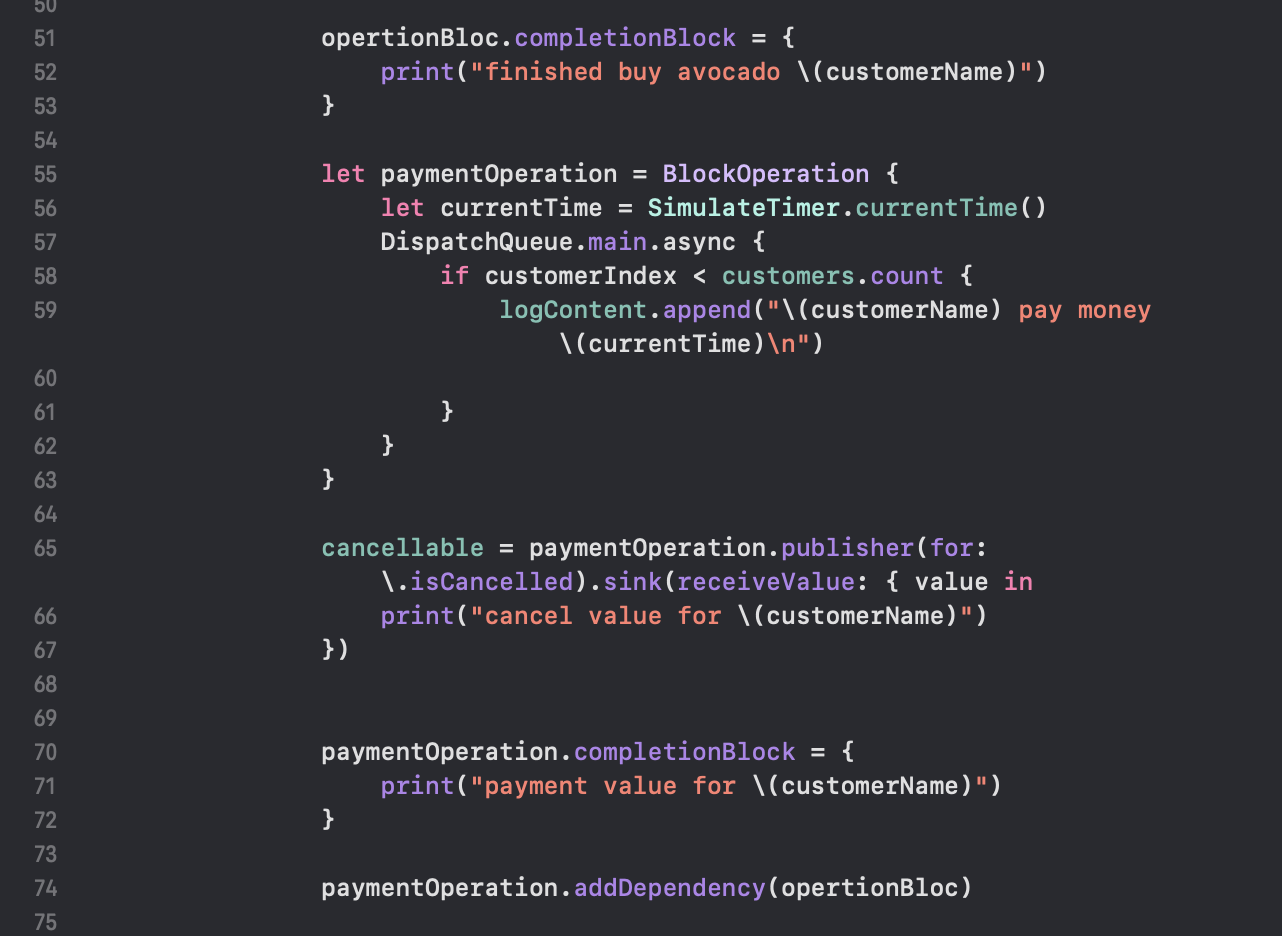 50
51 opertionBloc.completionBlock = {
52 print("finished buy avocado \(customerName)")
53 }
54
55 let paymentOperation = BlockOperation {
56 let currentTime = SimulateTimer.currentTime()
57 DispatchQueue.main.async {
58 if customerIndex < customers.count {
59 logContent.append("\(customerName) pay money
\(currentTime)\n")
60
61 }
62 }
63 }
64
65 cancellable = paymentOperation.publisher(for:
\.isCancelled).sink(receiveValue: { value in
66 print("cancel value for \(customerName)")
67 })
68
69
70 paymentOperation.completionBlock = {
71 print("payment value for \(customerName)")
72 }
73
74 paymentOperation.addDependency(opertionBloc)
75